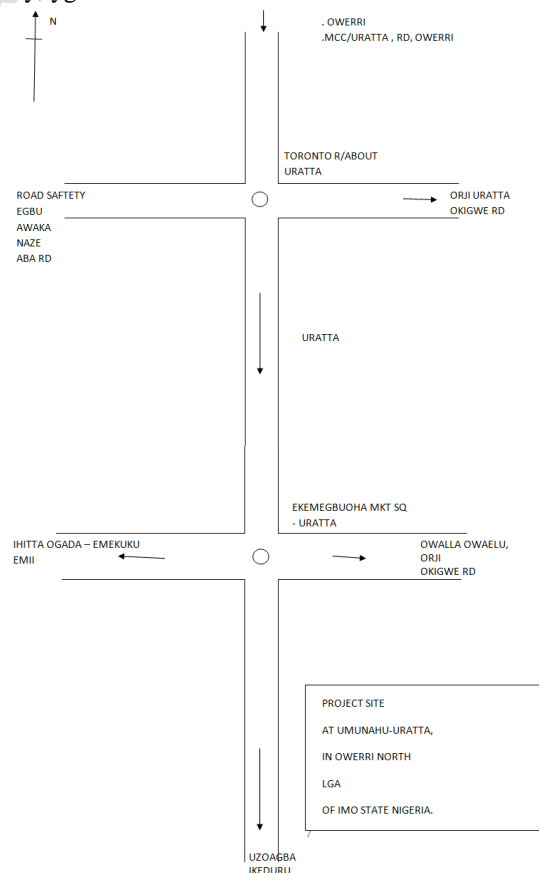 N
. OWERRI
.MCC/URATTA , RD, OWERRI
TORONTO R/ABOUT
URATTA
ROAD SAFTETY
EGBU
AWAKA
NAZE
ABA RD
ORJI URATTA
OKIGWE RD
URATTA
EKEMEGBUOHA MKT SQ
- URATTA
IHITTA OGADA – EMEKUKU
EMII
OWALLA OWAELU,
ORJI
OKIGWE RD
PROJECT SITE
AT UMUNAHU-URATTA,
IN OWERRI NORTH
LGA
OF IMO STATE NIGERIA.
UZOAGBA
IKEDURU